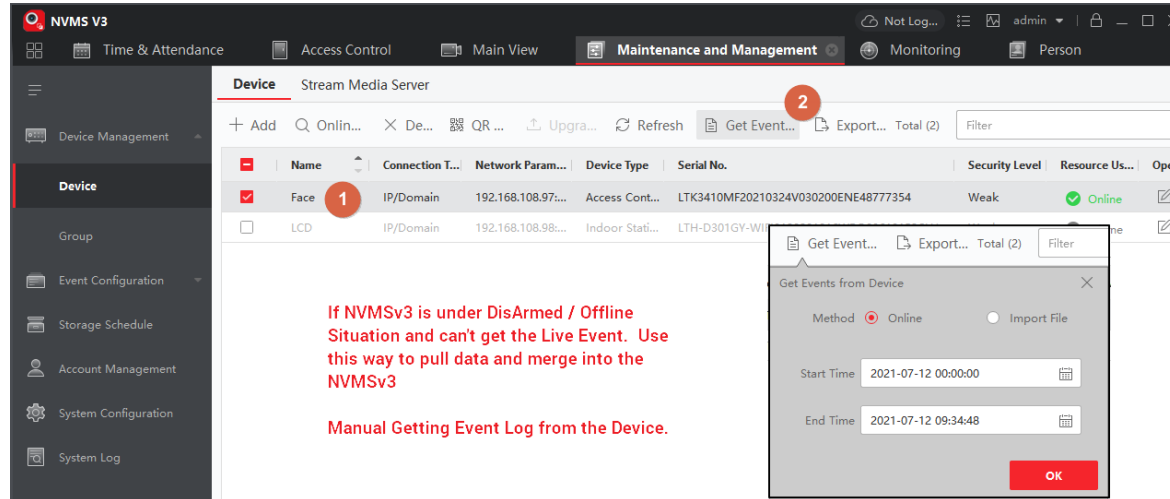 NVMS V3
Not Log...
admin
Time & Attendance
Access Control
Main View
Maintenance and Management
Monitoring
Person
Device Management
Device
Group
Event Configuration
Storage Schedule
Account Management
System Configuration
System Log
Device Stream Media Server
Add Onlin... De... QR ... Upgra... Refresh Get Event... Export... Total (2) Filter
2
Name Connection T... Network Param... Device Type Serial No. Security Level Resource Us... Ope
Face 1 IP/Domain 192.168.108.97:... Access Cont... LTK3410MF20210324V030200ENE48777354 Weak Online
LCD IP/Domain 192.168.108.98:... Indoor Stati...
If NVMSv3 is under DisArmed / Offline
Situation and can't get the Live Event. Use
this way to pull data and merge into the
NVMSv3
Manual Getting Event Log from the Device.
Get Event... Export... Total (2) Filter
Get Events from Device
Method Online Import File
Start Time 2021-07-12 00:00:00
End Time 2021-07-12 09:34:48
OK